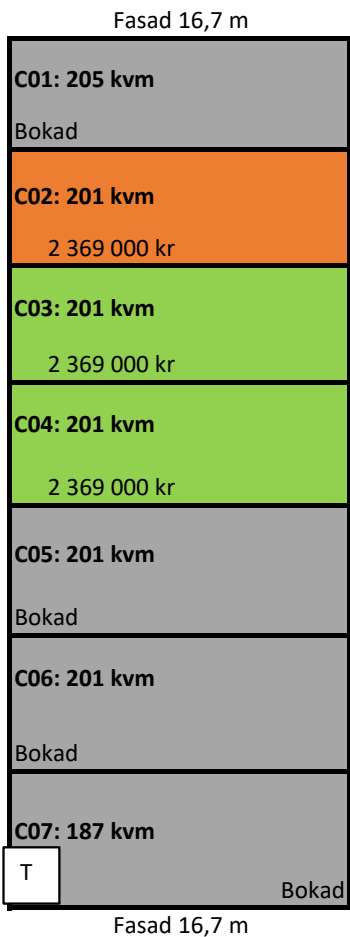 Fasad 16,7 m
C01: 205 kvm
Bokad
C02: 201 kvm
2 369 000 kr
C03: 201 kvm
2 369 000 kr
C04: 201 kvm
2 369 000 kr
C05: 201 kvm
Bokad
C06: 201 kvm
Bokad
C07: 187 kvm
T
Bokad
Fasad 16,7 m